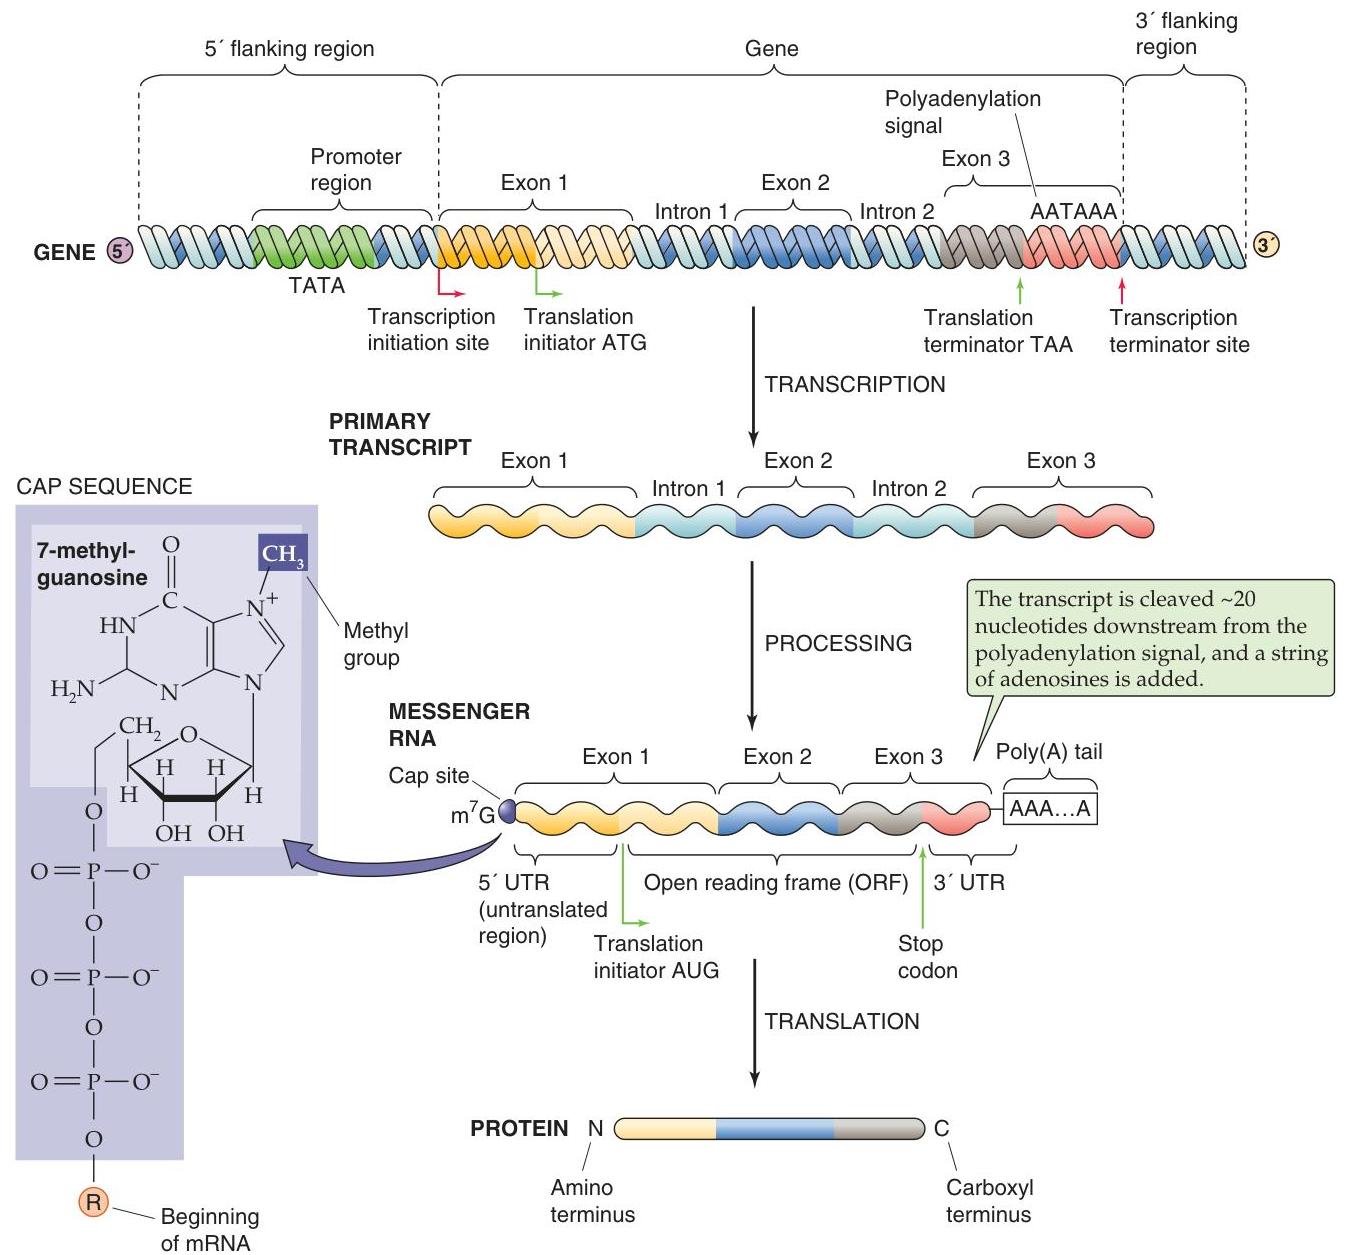 5´ flanking region
Gene
3´ flanking
region
Polyadenylation
signal
Promoter
region
Exon 1
Intron 1
Exon 2
Intron 2
Exon 3
AATAAA
GENE 5´
3´
TATA
Transcription
initiation site
Translation
initiator ATG
Translation
terminator TAA
Transcription
terminator site
TRANSCRIPTION
PRIMARY
TRANSCRIPT
Exon 1
Intron 1
Exon 2
Intron 2
Exon 3
CAP SEQUENCE
7-methyl-
guanosine
O
CH₃
C
N⁺
HN
H₂N
N
N
Methyl
group
CH₂
O
H H
H H
O
OH OH
O=P—O⁻
O
O=P—O⁻
O
O=P—O⁻
O
R
Beginning
of mRNA
PROCESSING
The transcript is cleaved ~20
nucleotides downstream from the
polyadenylation signal, and a string
of adenosines is added.
MESSENGER
RNA
Cap site
m⁷G
Exon 1
Exon 2
Exon 3
Poly(A) tail
AAA...A
5´ UTR
(untranslated
region)
Open reading frame (ORF)
3´ UTR
Translation
initiator AUG
Stop
codon
TRANSLATION
PROTEIN N
C
Amino
terminus
Carboxyl
terminus